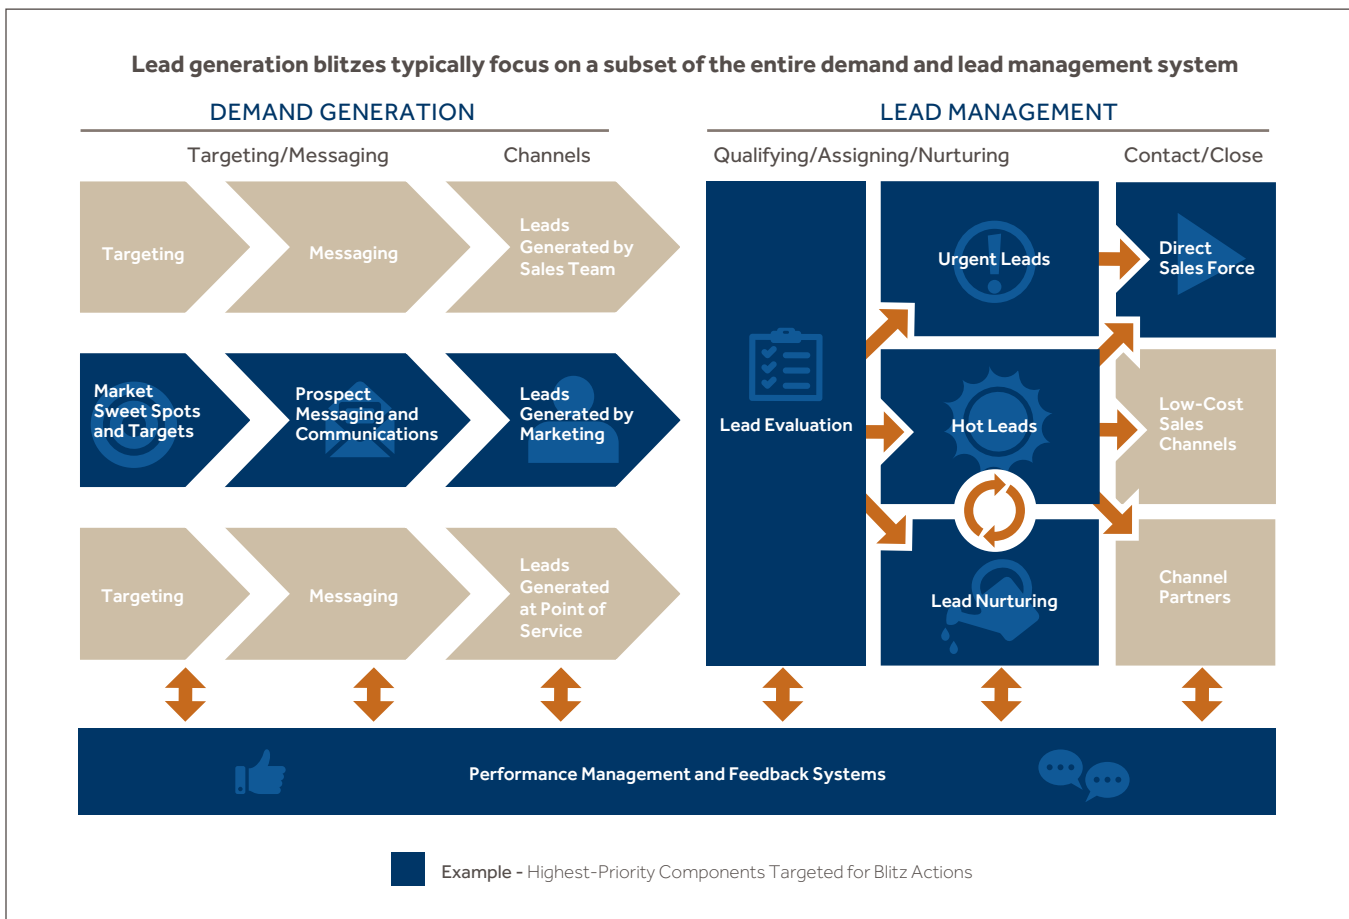 Lead generation blitzes typically focus on a subset of the entire demand and lead management system
DEMAND GENERATION
LEAD MANAGEMENT
Targeting/Messaging
Channels
Qualifying/Assigning/Nurturing
Contact/Close
Targeting
Messaging
Leads
Generated by
Sales Team
Market
Sweet Spots
and Targets
Prospect
Messaging and
Communications
Leads
Generated by
Marketing
Targeting
Messaging
Leads
Generated
at Point of
Service
Lead Evaluation
Urgent Leads
Hot Leads
Lead Nurturing
Direct
Sales Force
Low-Cost
Sales
Channels
Channel
Partners
Performance Management and Feedback Systems
Example - Highest-Priority Components Targeted for Blitz Actions